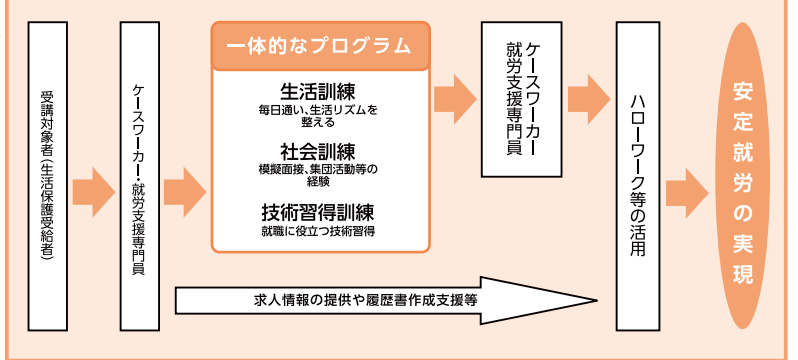 受講対象者(生活保護受給者)
ケースワーカー・就労支援専門員
一体的なプログラム
生活訓練
毎日通い、生活リズムを
整える
社会訓練
模擬面接、集団活動等の
経験
技術習得訓練
就職に役立つ技術習得
ケースワーカー
就労支援専門員
ハローワーク等の活用
安定就労の実現
求人情報の提供や履歴書作成支援等